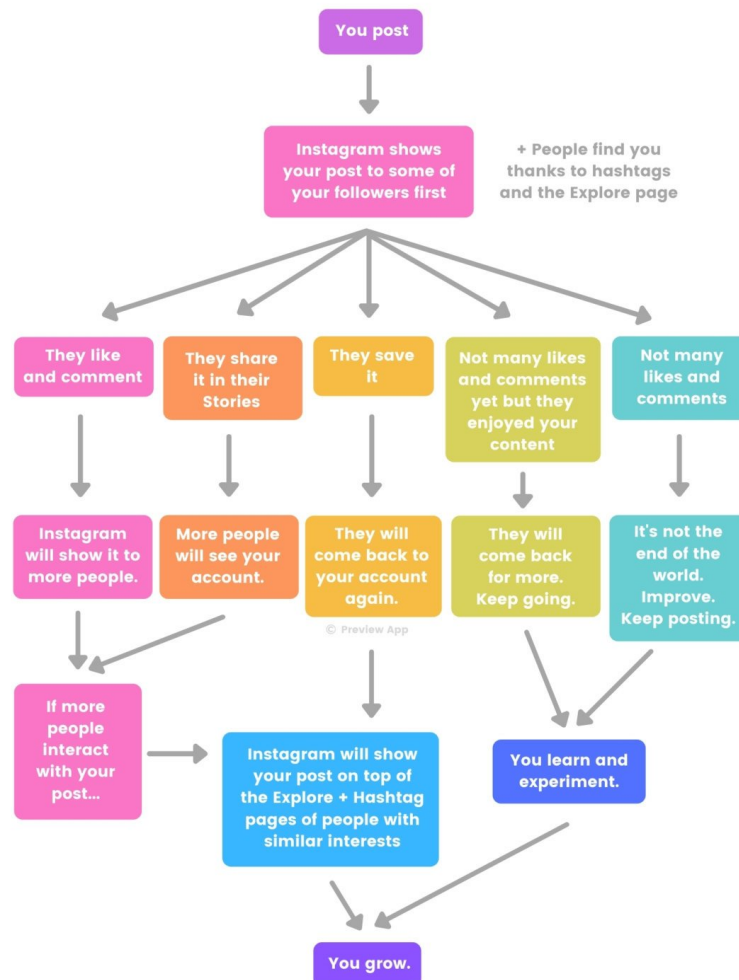 You post
Instagram shows
your post to some of
your followers first
+ People find you
thanks to hashtags
and the Explore page
They like
and comment
They share
it in their
Stories
They save
it
Not many likes
and comments
yet but they
enjoyed your
content
Not many
likes and
comments
Instagram
will show it to
more people.
More people
will see your
account.
They will
come back to
your account
again.
They will
come back
for more.
Keep going.
It's not the
end of the
world.
Improve.
Keep posting.
© Preview App
If more
people
interact
with your
post...
Instagram will show
your post on top of
the Explore + Hashtag
pages of people with
similar interests
You learn and
experiment.
You grow.